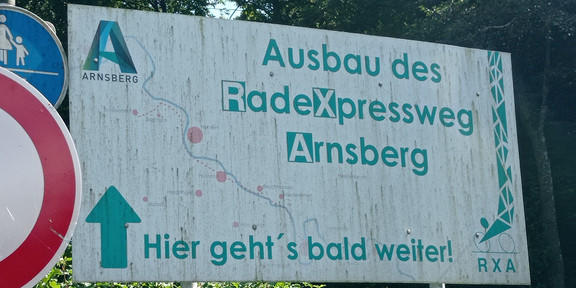 ARNSBERG
Ausbau des
RadeXpressweg
Arnsberg
Hier geht´s bald weiter!
RXA